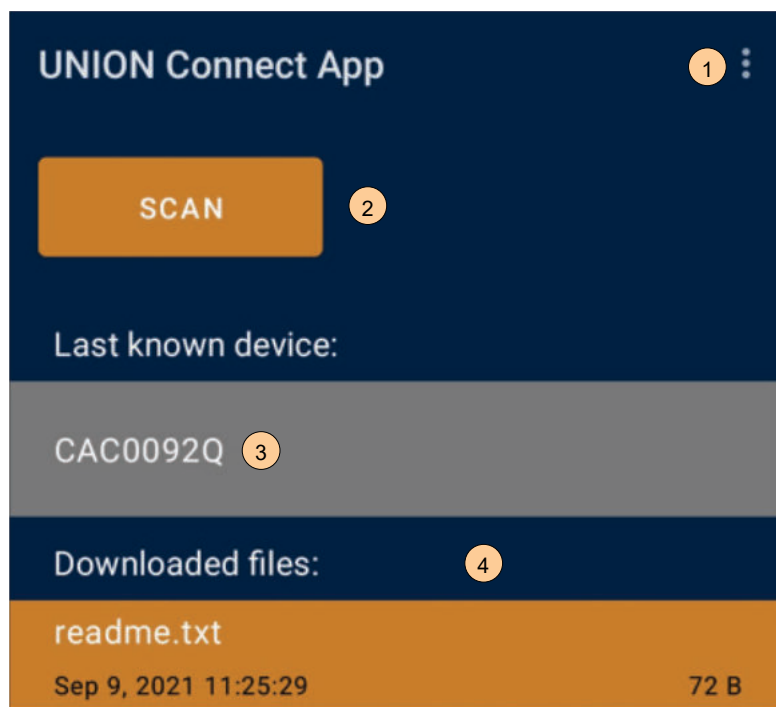 UNION Connect App
1
SCAN
2
Last known device:
CAC0092Q
3
Downloaded files:
4
readme.txt
Sep 9, 2021 11:25:29 72 B